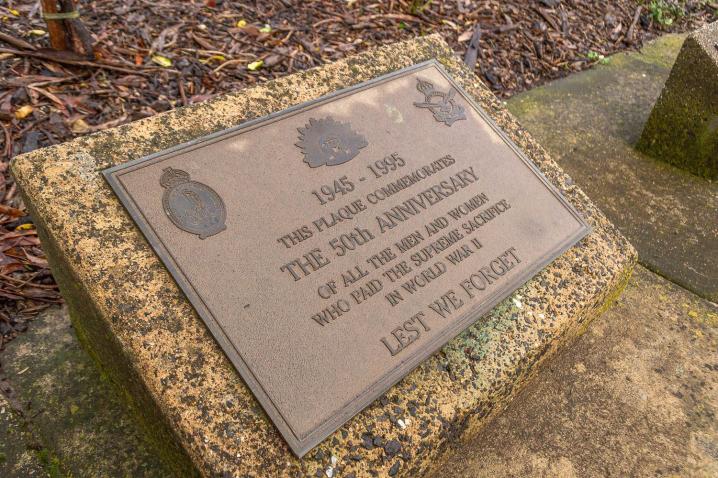 1945 - 1995
THIS PLAQUE COMMEMORATES
THE 50th ANNIVERSARY
OF ALL THE MEN AND WOMEN
WHO PAID THE SUPREME SACRIFICE
IN WORLD WAR II
LEST WE FORGET